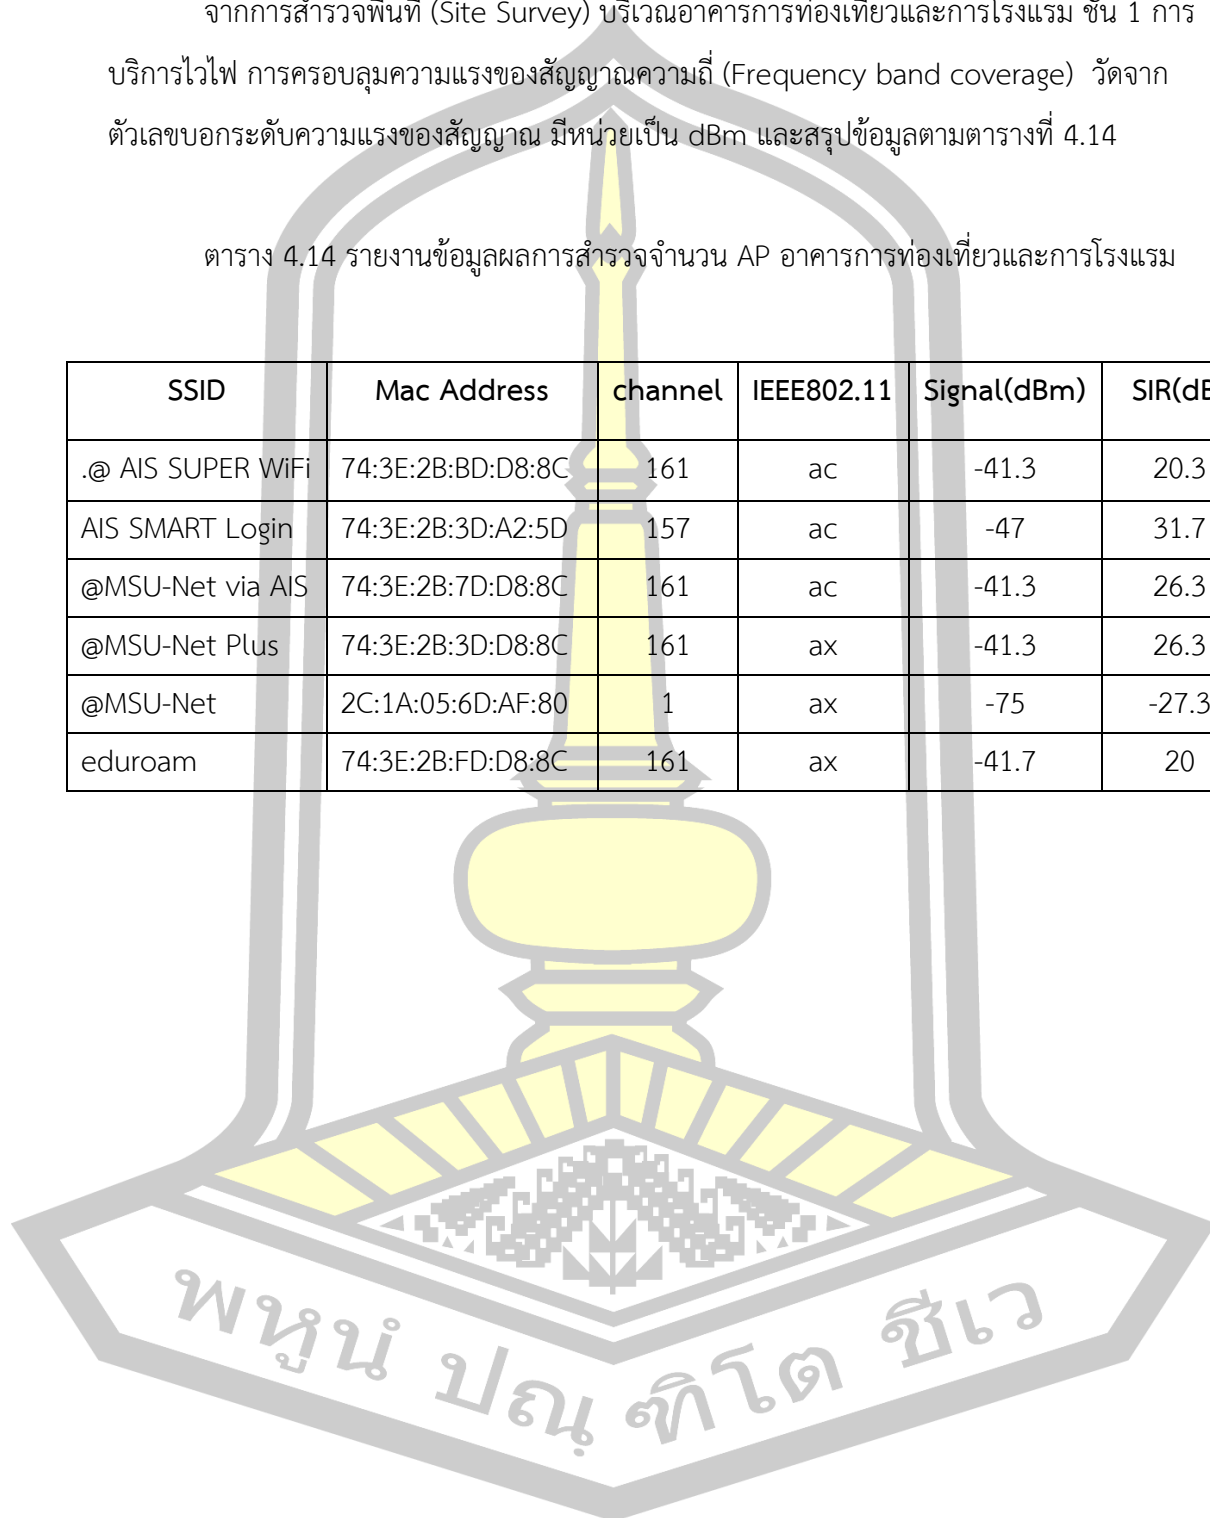 จากการสำรวจพื้นที่ (Site Survey) บริเวณอาคารการท่องเที่ยวและการโรงแรม ชั้น 1 การ
บริการไวไฟ การครอบลุมความแรงของสัญญาณความถี่ (Frequency band coverage) วัดจาก
ตัวเลขบอกระดับความแรงของสัญญาณ มีหน่วยเป็น dBm และสรุปข้อมูลตามตารางที่ 4.14
ตาราง 4.14 รายงานข้อมูลผลการสำรวจจำนวน AP อาคารการท่องเที่ยวและการโรงแรม
SSID Mac Address channel IEEE802.11 Signal(dBm) SIR(dB
.@ AIS SUPER WiFi 74:3E:2B:BD:D8:8C 161 ac -41.3 20.3
AIS SMART Login 74:3E:2B:3D:A2:5D 157 ac -47 31.7
@MSU-Net via AIS 74:3E:2B:7D:D8:8C 161 ac -41.3 26.3
@MSU-Net Plus 74:3E:2B:3D:D8:8C 161 ax -41.3 26.3
@MSU-Net 2C:1A:05:6D:AF:80 1 ax -75 -27.3
eduroam 74:3E:2B:FD:D8:8C 161 ax -41.7 20
พหูนํ ปณฺฑิโต ชีเว